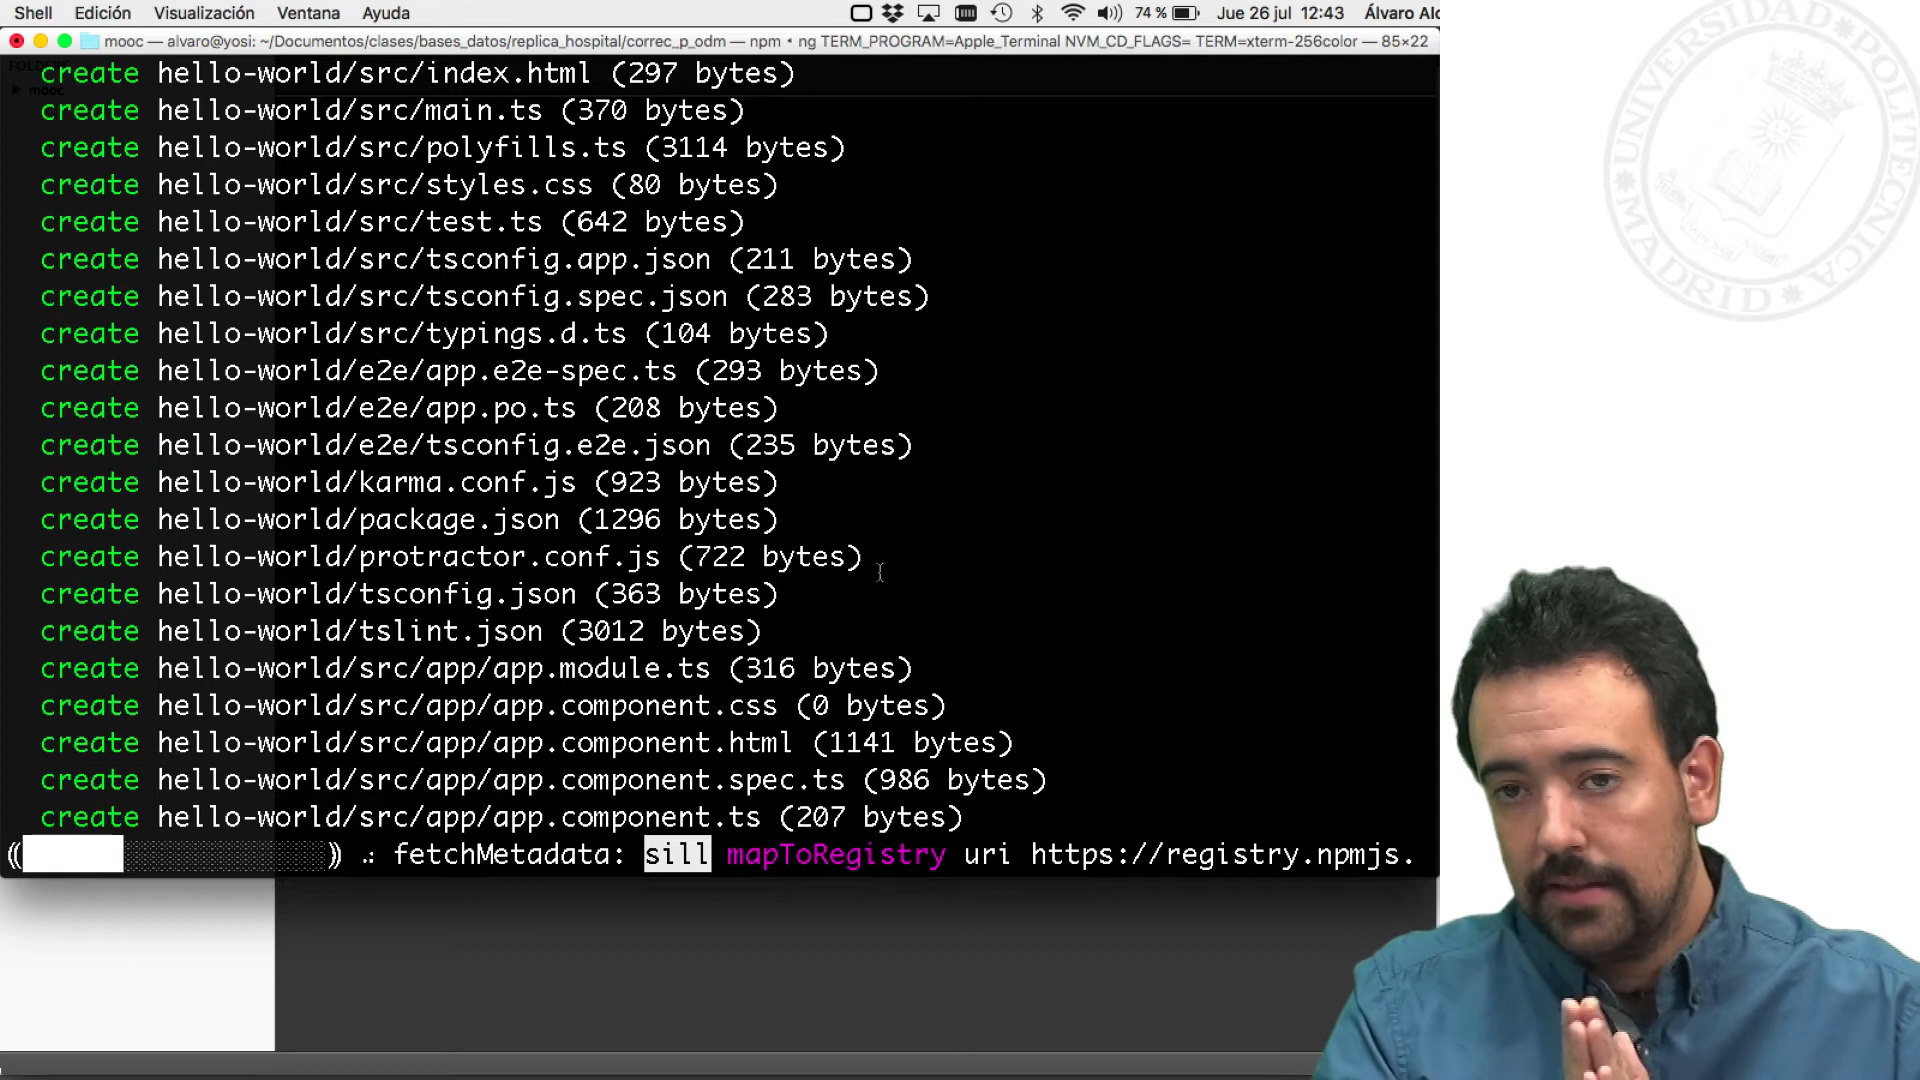 Shell Edición Visualización Ventana Ayuda 74 % Jue 26 jul 12:43 Álvaro Alo
mooc — alvaro@yosi: ~/Documentos/clases/bases_datos/replica_hospital/correc_p_odm — npm • ng TERM_PROGRAM=Apple_Terminal NVM_CD_FLAGS= TERM=xterm-256color — 85×22
create hello-world/src/index.html (297 bytes)
mooc
create hello-world/src/main.ts (370 bytes)
create hello-world/src/polyfills.ts (3114 bytes)
create hello-world/src/styles.css (80 bytes)
create hello-world/src/test.ts (642 bytes)
create hello-world/src/tsconfig.app.json (211 bytes)
create hello-world/src/tsconfig.spec.json (283 bytes)
create hello-world/src/typings.d.ts (104 bytes)
create hello-world/e2e/app.e2e-spec.ts (293 bytes)
create hello-world/e2e/app.po.ts (208 bytes)
create hello-world/e2e/tsconfig.e2e.json (235 bytes)
create hello-world/karma.conf.js (923 bytes)
create hello-world/package.json (1296 bytes)
create hello-world/protractor.conf.js (722 bytes)
create hello-world/tsconfig.json (363 bytes)
create hello-world/tslint.json (3012 bytes)
create hello-world/src/app/app.module.ts (316 bytes)
create hello-world/src/app/app.component.css (0 bytes)
create hello-world/src/app/app.component.html (1141 bytes)
create hello-world/src/app/app.component.spec.ts (986 bytes)
create hello-world/src/app/app.component.ts (207 bytes)
fetchMetadata: sill mapToRegistry uri https://registry.npmjs.
UNIVERSIDAD POLITECNICA MADRID